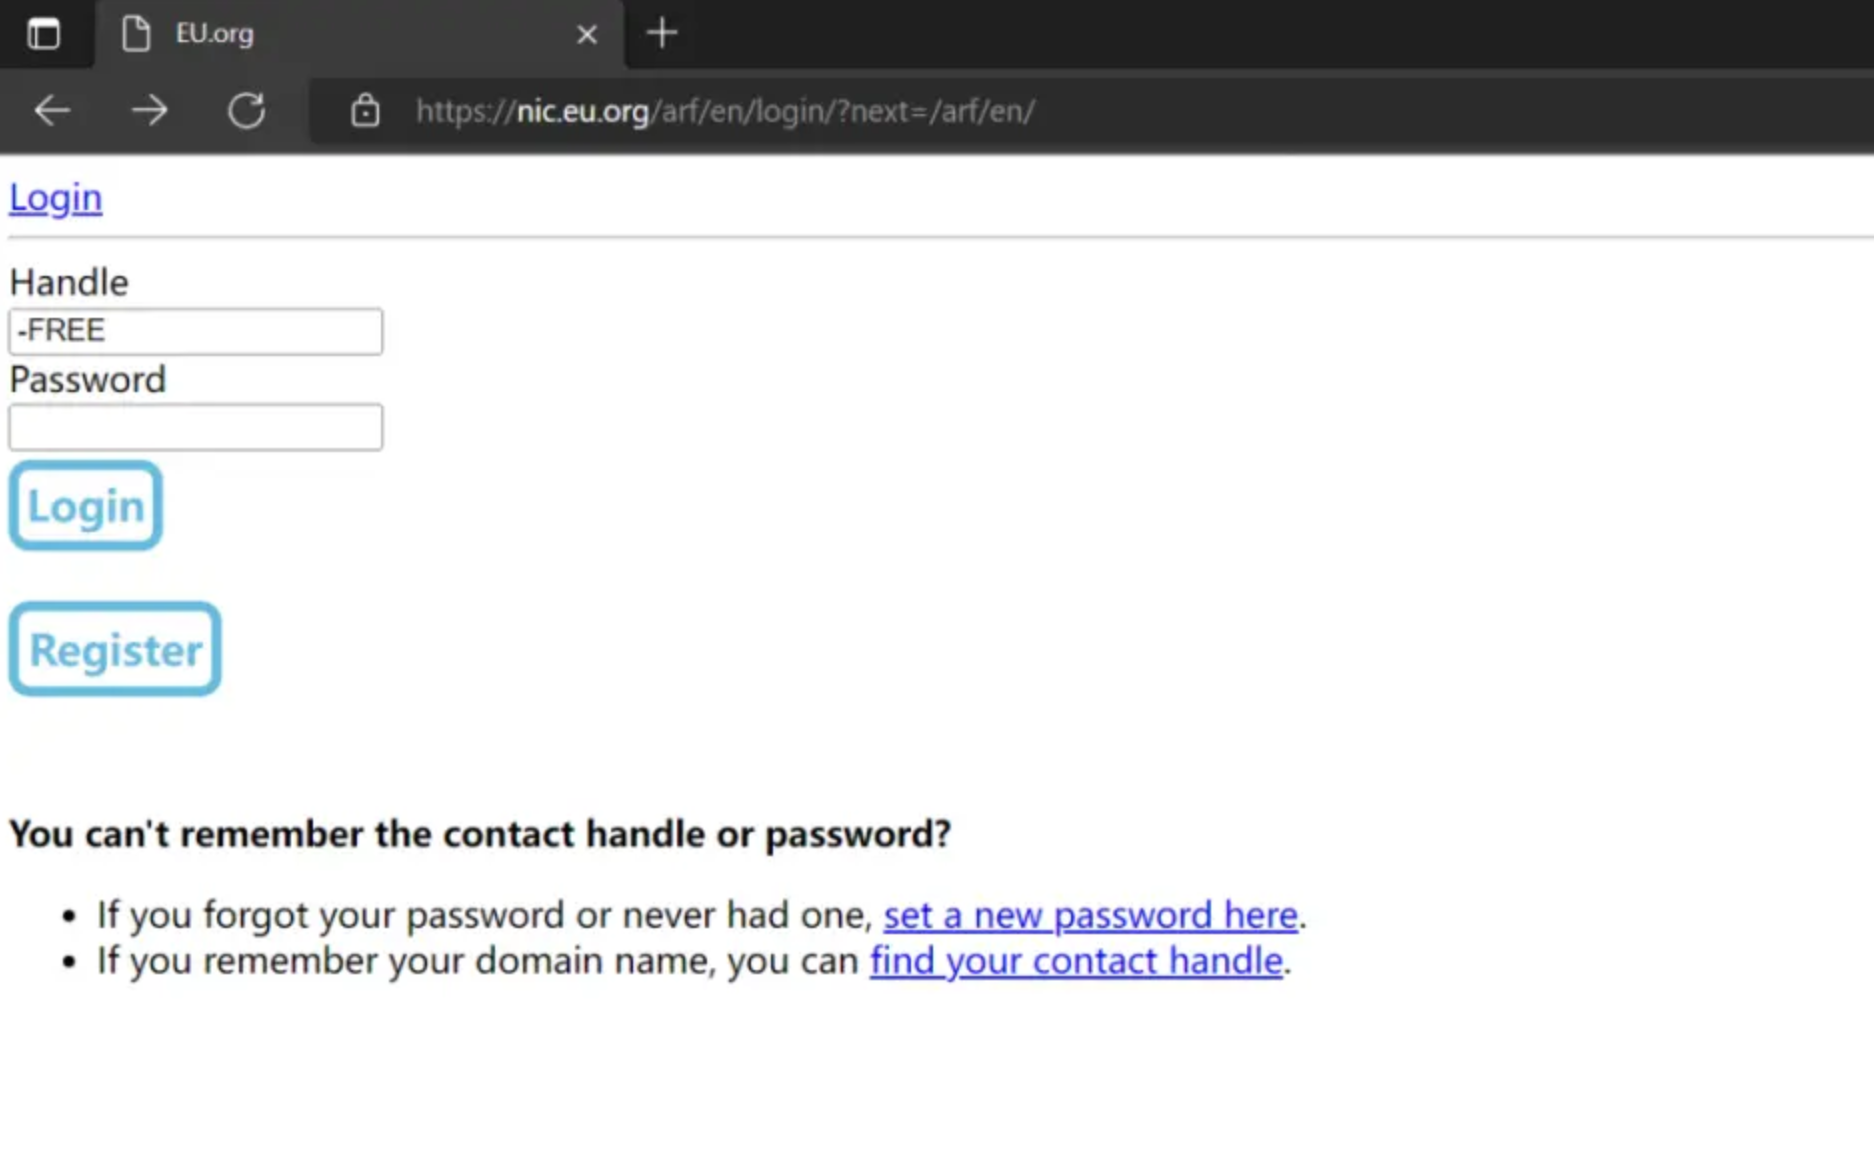 EU.org
https://nic.eu.org/arf/en/login/?next=/arf/en/
Login
Handle
-FREE
Password
Login
Register
You can't remember the contact handle or password?
• If you forgot your password or never had one, set a new password here.
• If you remember your domain name, you can find your contact handle.